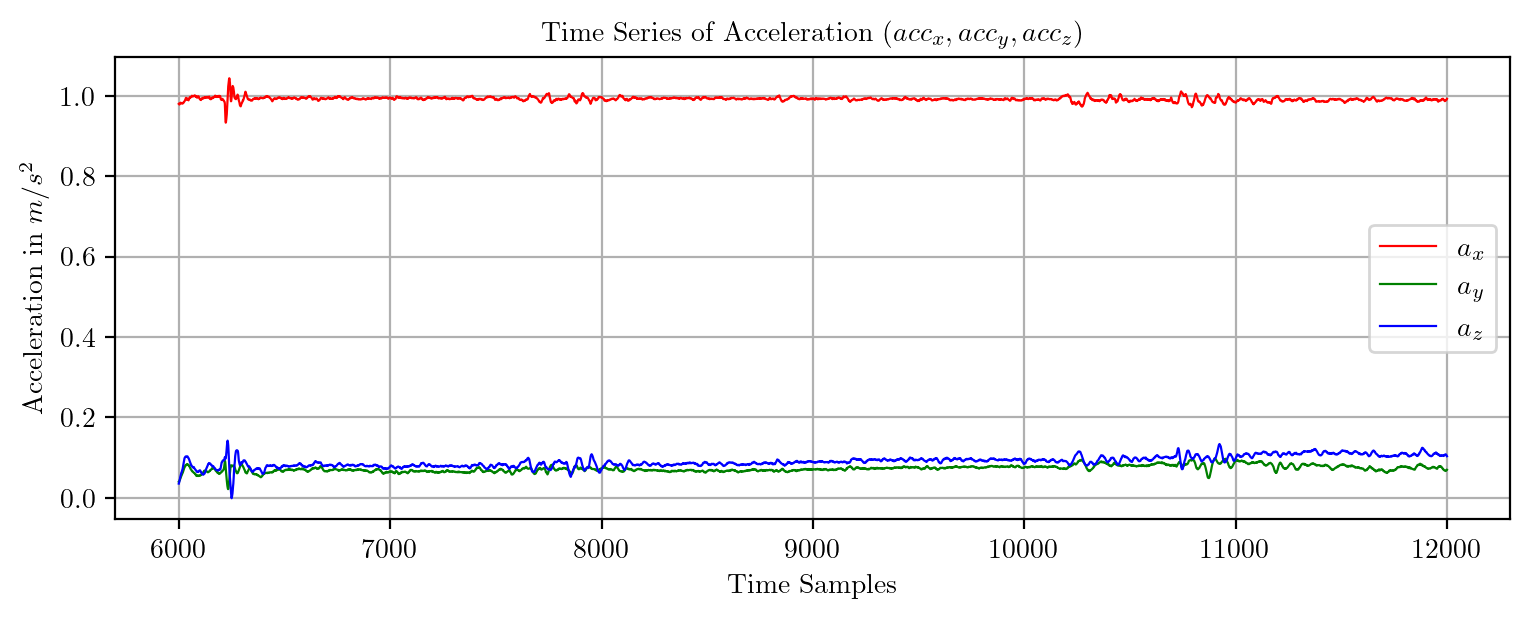 Time Series of Acceleration (acc_x, acc_y, acc_z)
Acceleration in m/s^2
1.0
0.8
0.6
0.4
0.2
0.0
a_x
a_y
a_z
6000 7000 8000 9000 10000 11000 12000
Time Samples